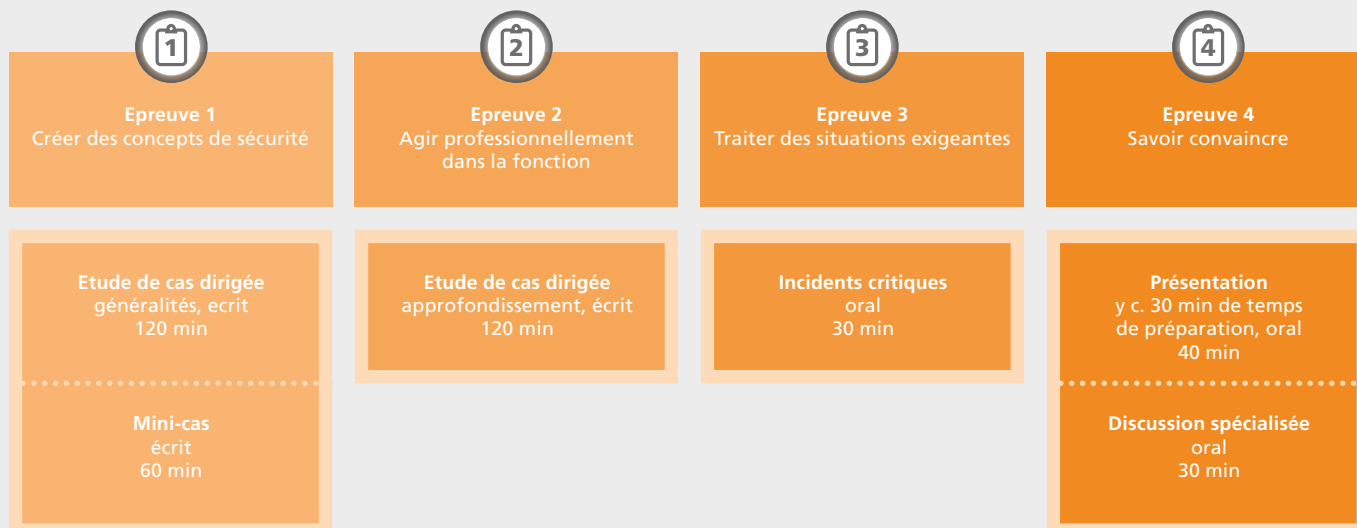 1
Epreuve 1
Créer des concepts de sécurité
Etude de cas dirigée
généralités, ecrit
120 min
Mini-cas
écrit
60 min
2
Epreuve 2
Agir professionnellement
dans la fonction
Etude de cas dirigée
approfondissement, écrit
120 min
3
Epreuve 3
Traiter des situations exigeantes
Incidents critiques
oral
30 min
4
Epreuve 4
Savoir convaincre
Présentation
y c. 30 min de temps
de préparation, oral
40 min
Discussion spécialisée
oral
30 min